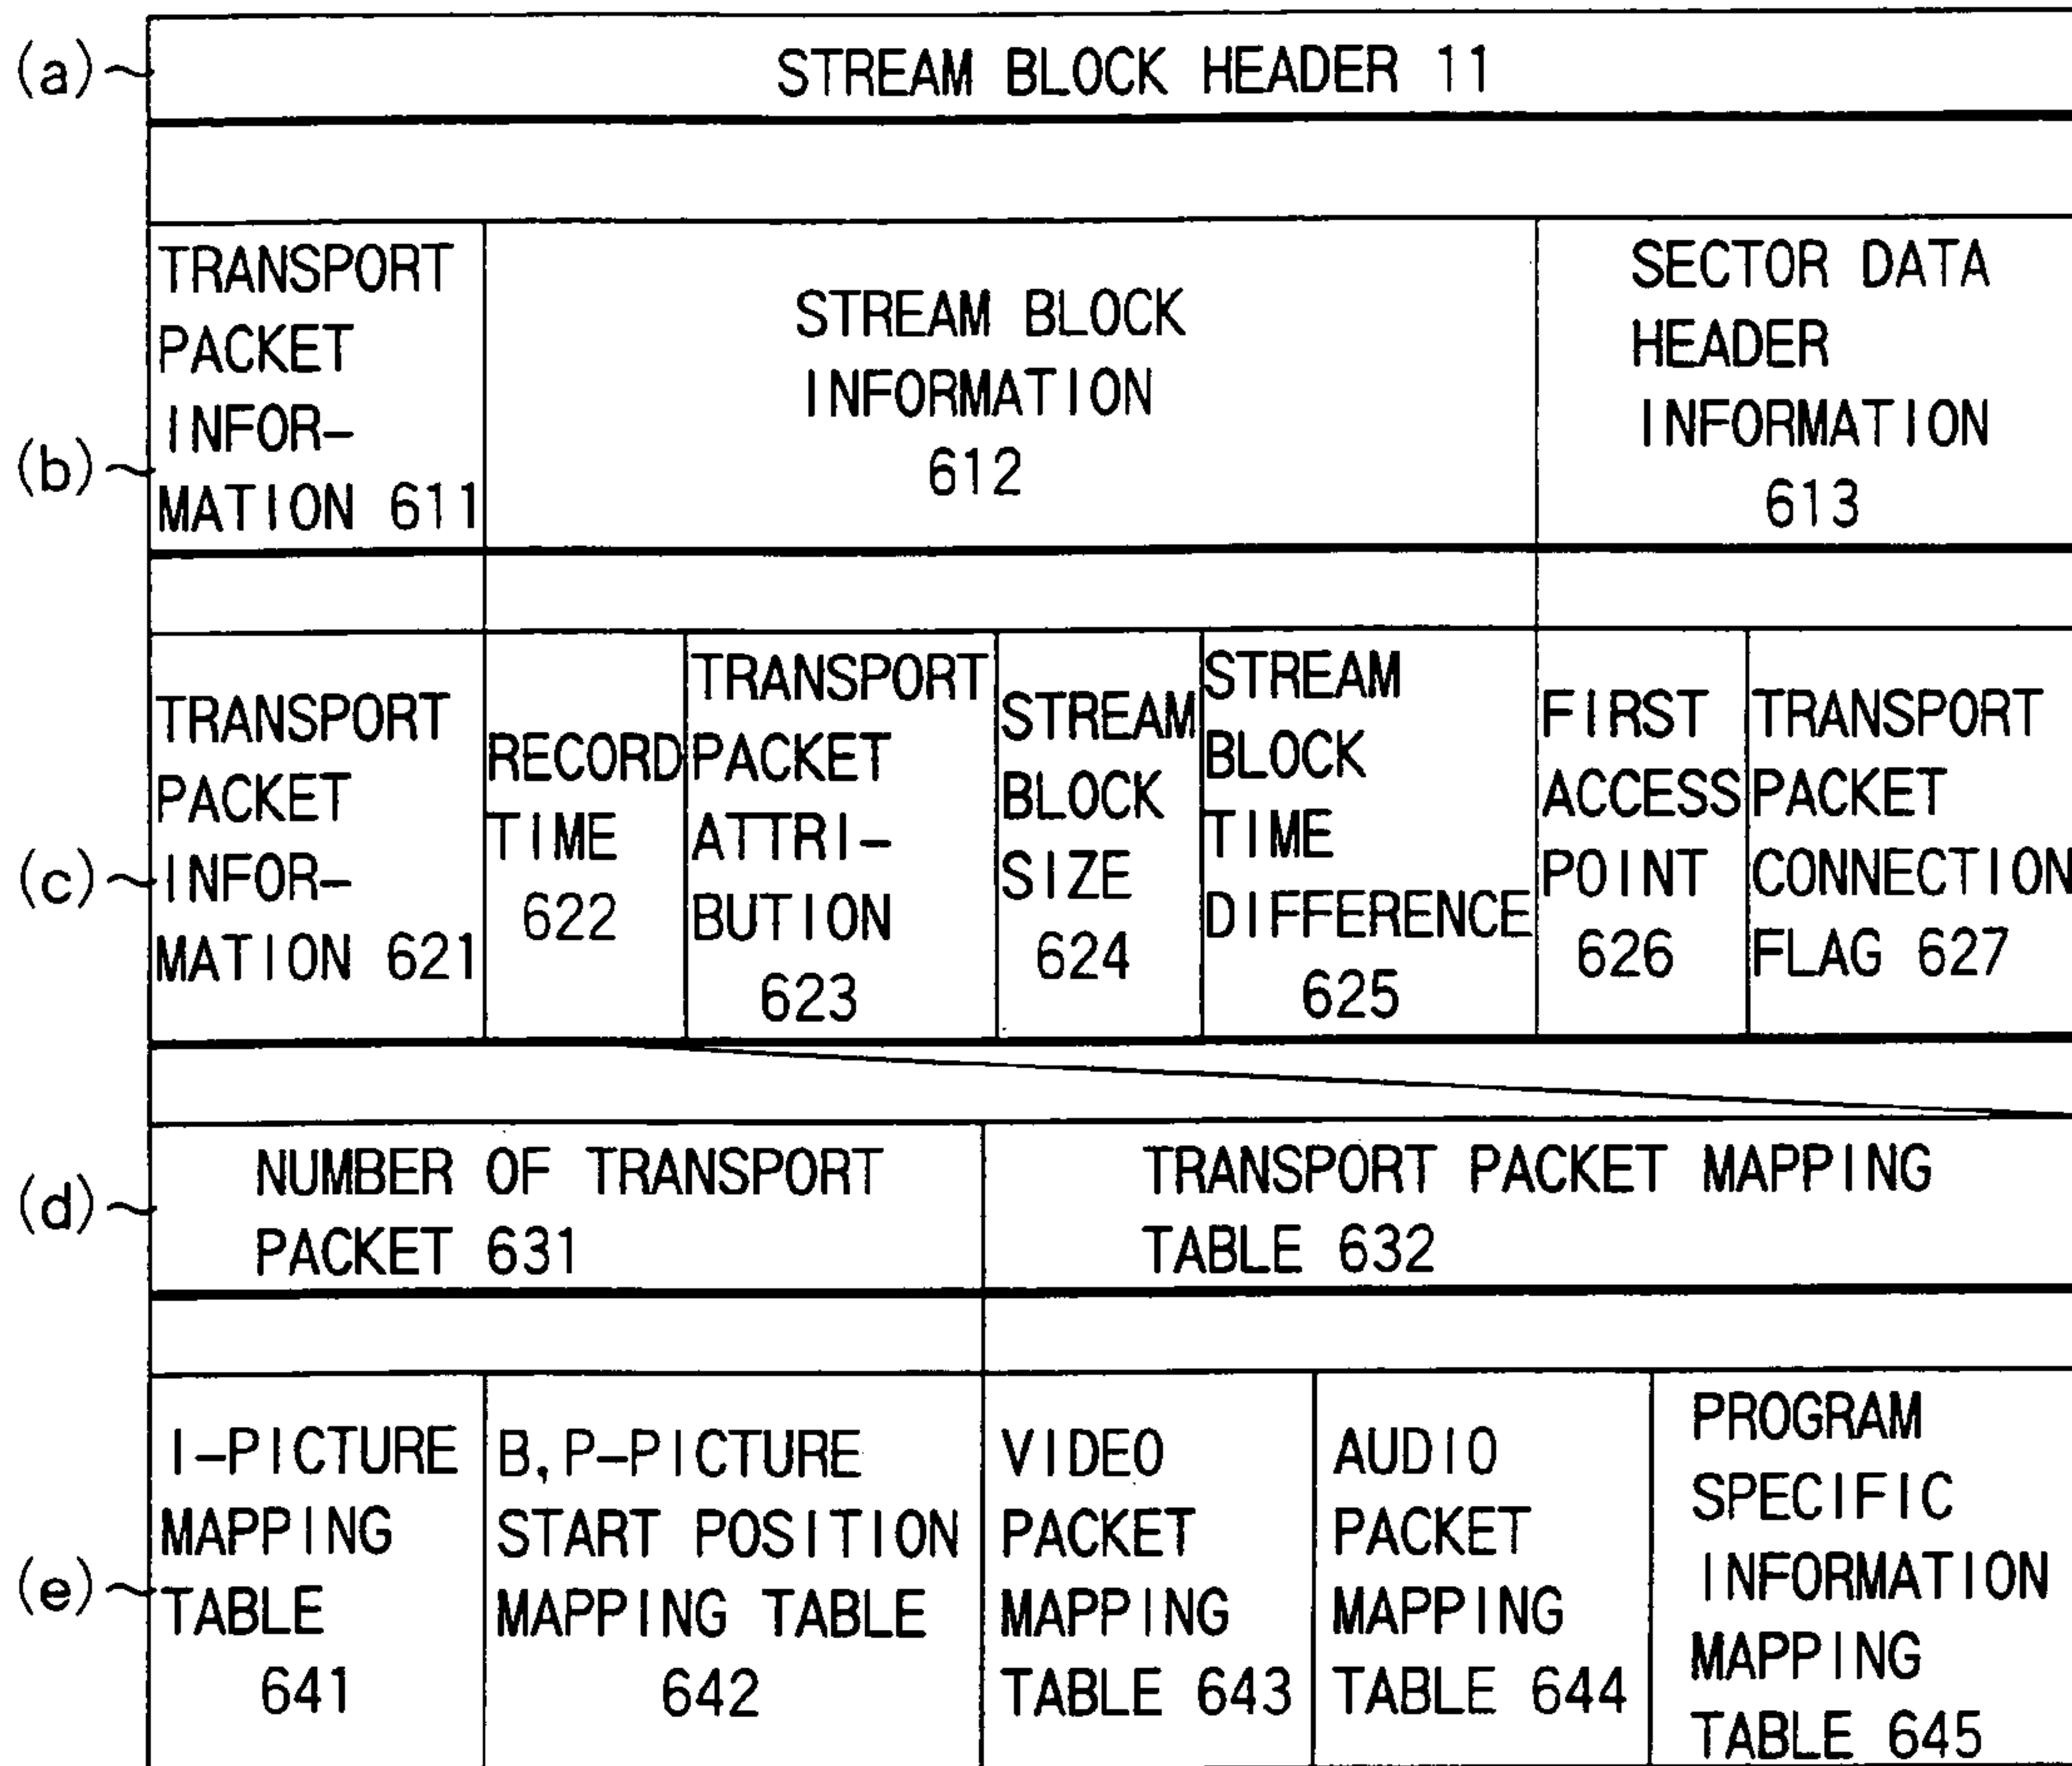 (a)
STREAM BLOCK HEADER 11
(b)
TRANSPORT
PACKET
INFOR-
MATION 611
STREAM BLOCK
INFORMATION
612
SECTOR DATA
HEADER
INFORMATION
613
(c)
TRANSPORT
PACKET
INFOR-
MATION 621
RECORD
TIME
622
TRANSPORT
PACKET
ATTRI-
BUTION
623
STREAM
BLOCK
SIZE
624
STREAM
BLOCK
TIME
DIFFERENCE
625
FIRST
ACCESS
POINT
626
TRANSPORT
PACKET
CONNECTION
FLAG 627
(d)
NUMBER OF TRANSPORT
PACKET 631
TRANSPORT PACKET MAPPING
TABLE 632
(e)
I-PICTURE
MAPPING
TABLE
641
B,P-PICTURE
START POSITION
MAPPING TABLE
642
VIDEO
PACKET
MAPPING
TABLE 643
AUDIO
PACKET
MAPPING
TABLE 644
PROGRAM
SPECIFIC
INFORMATION
MAPPING
TABLE 645